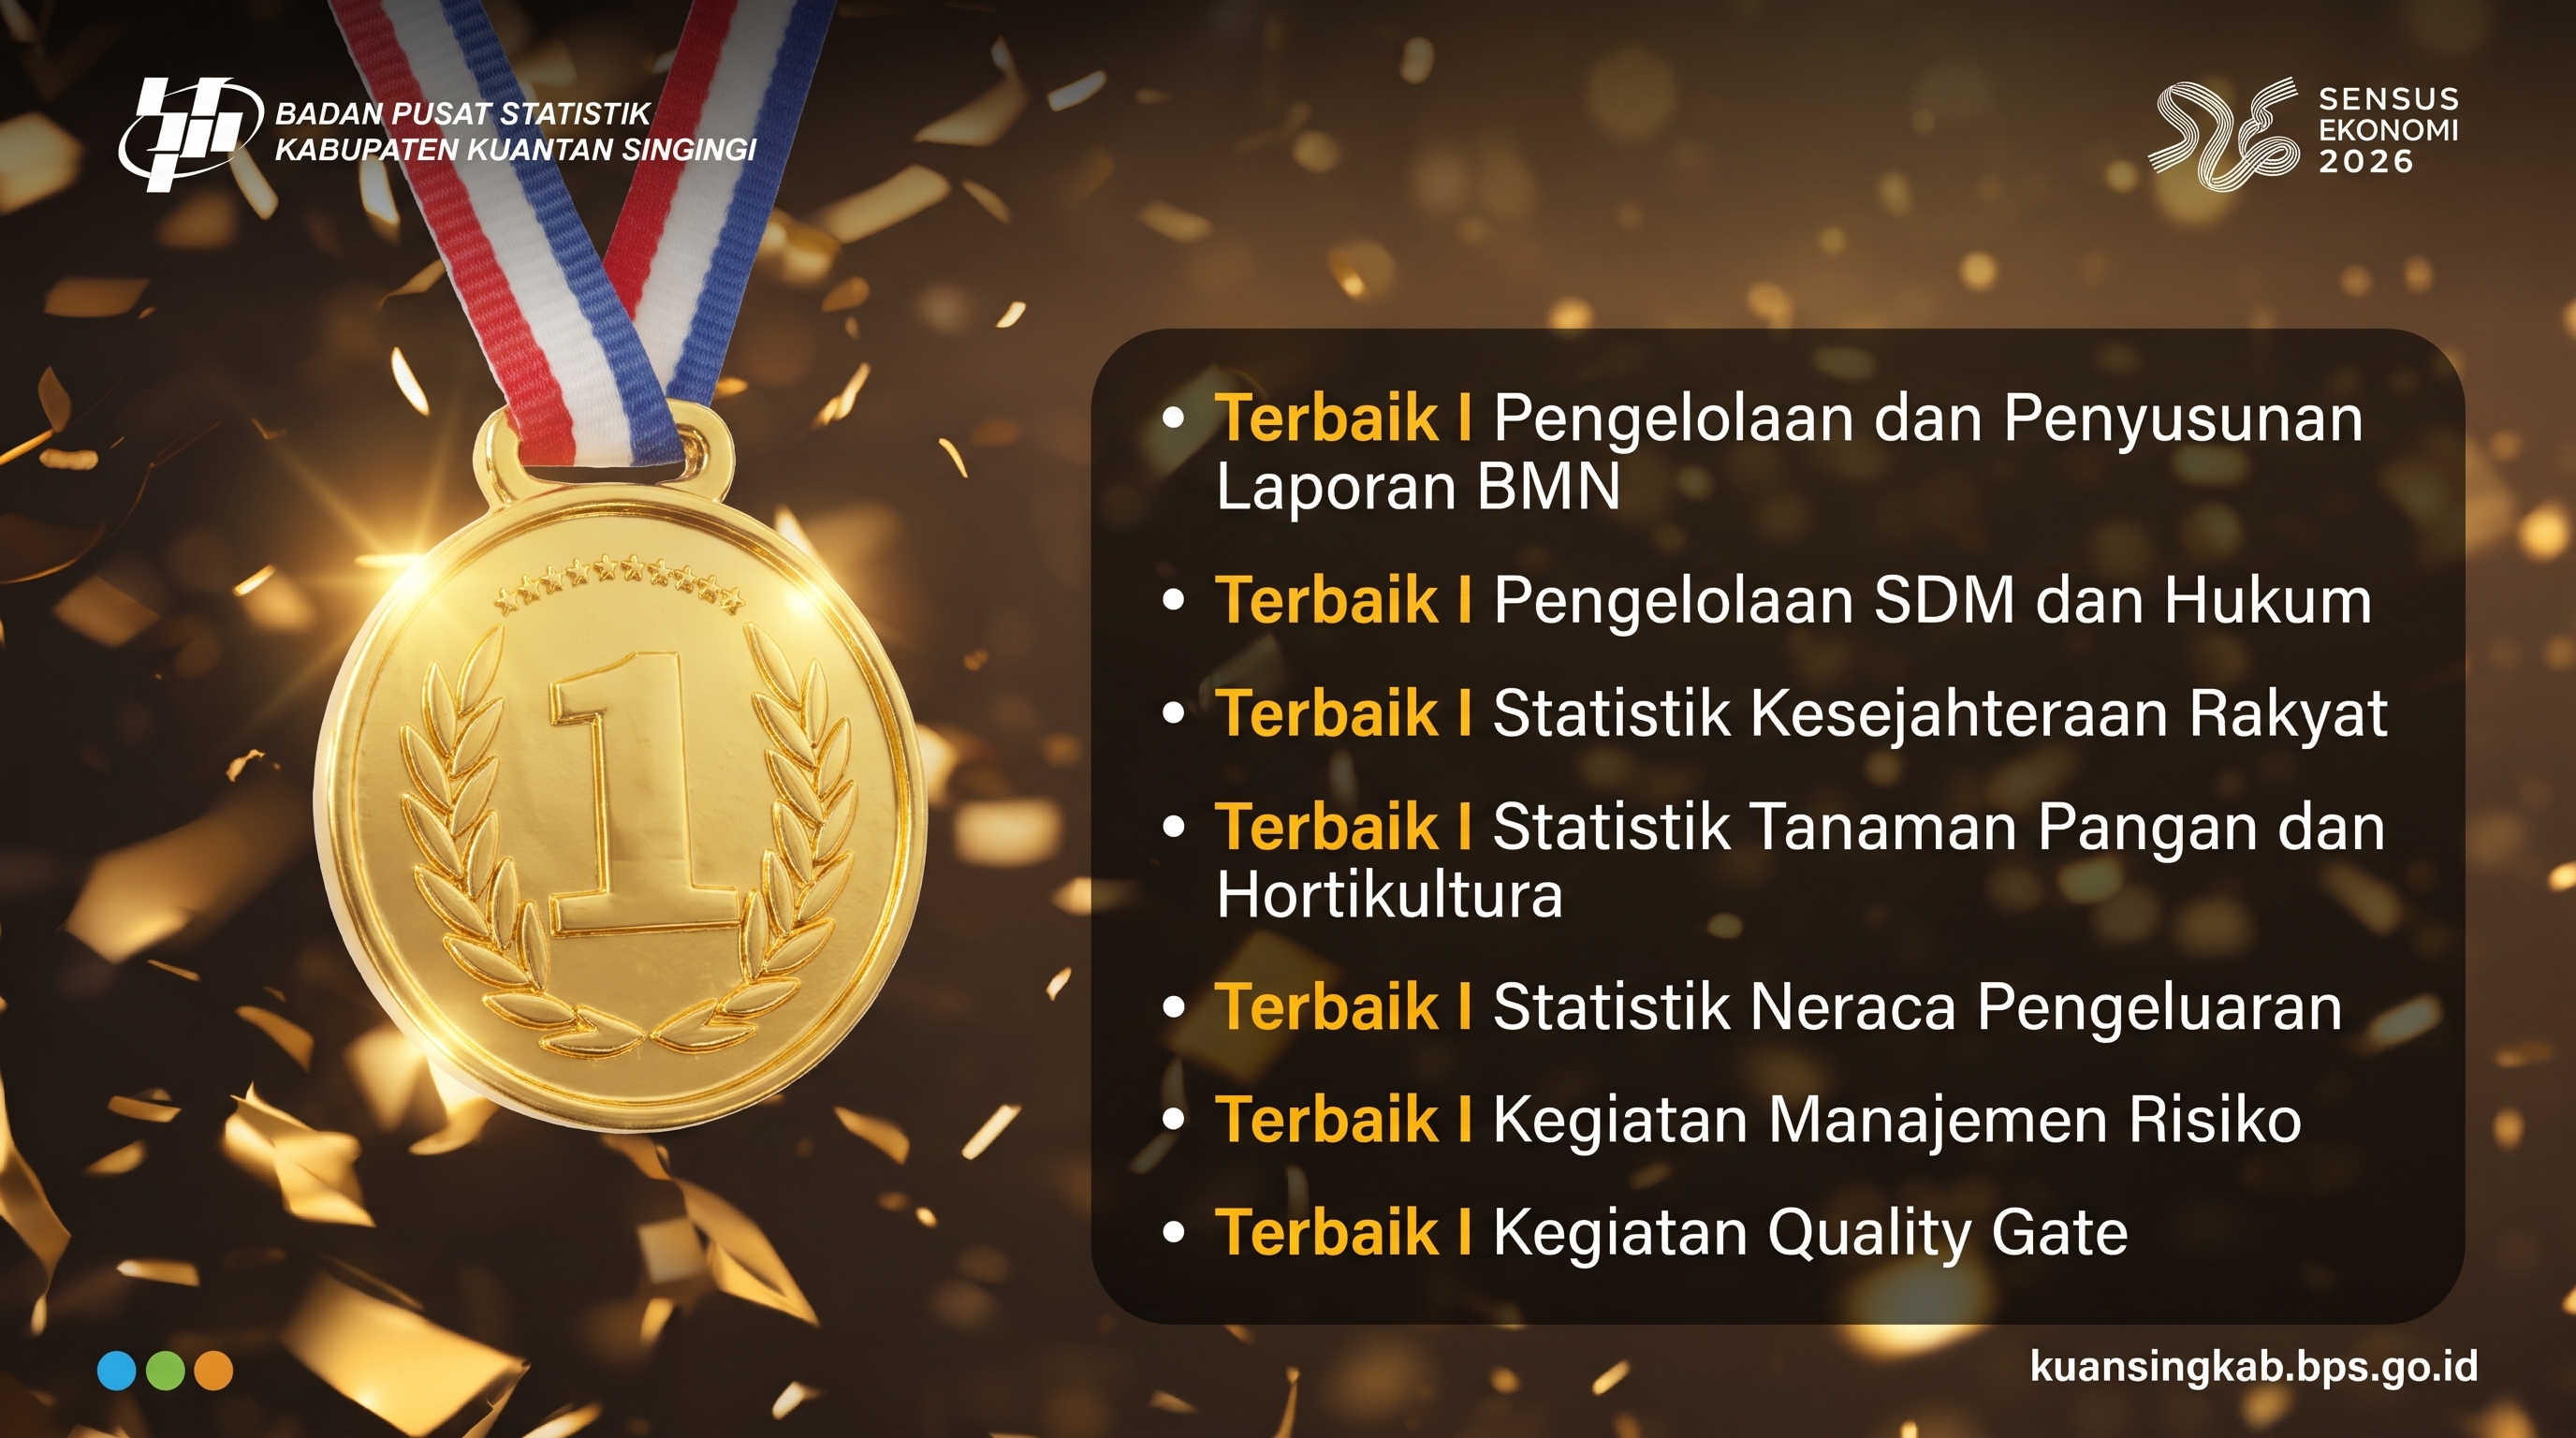 BADAN PUSAT STATISTIK
KABUPATEN KUANTAN SINGINGI
SENSUS
EKONOMI
2026
1
• Terbaik I Pengelolaan dan Penyusunan
Laporan BMN
• Terbaik I Pengelolaan SDM dan Hukum
• Terbaik I Statistik Kesejahteraan Rakyat
• Terbaik I Statistik Tanaman Pangan dan
Hortikultura
• Terbaik I Statistik Neraca Pengeluaran
• Terbaik I Kegiatan Manajemen Risiko
• Terbaik I Kegiatan Quality Gate
kuansingkab.bps.go.id